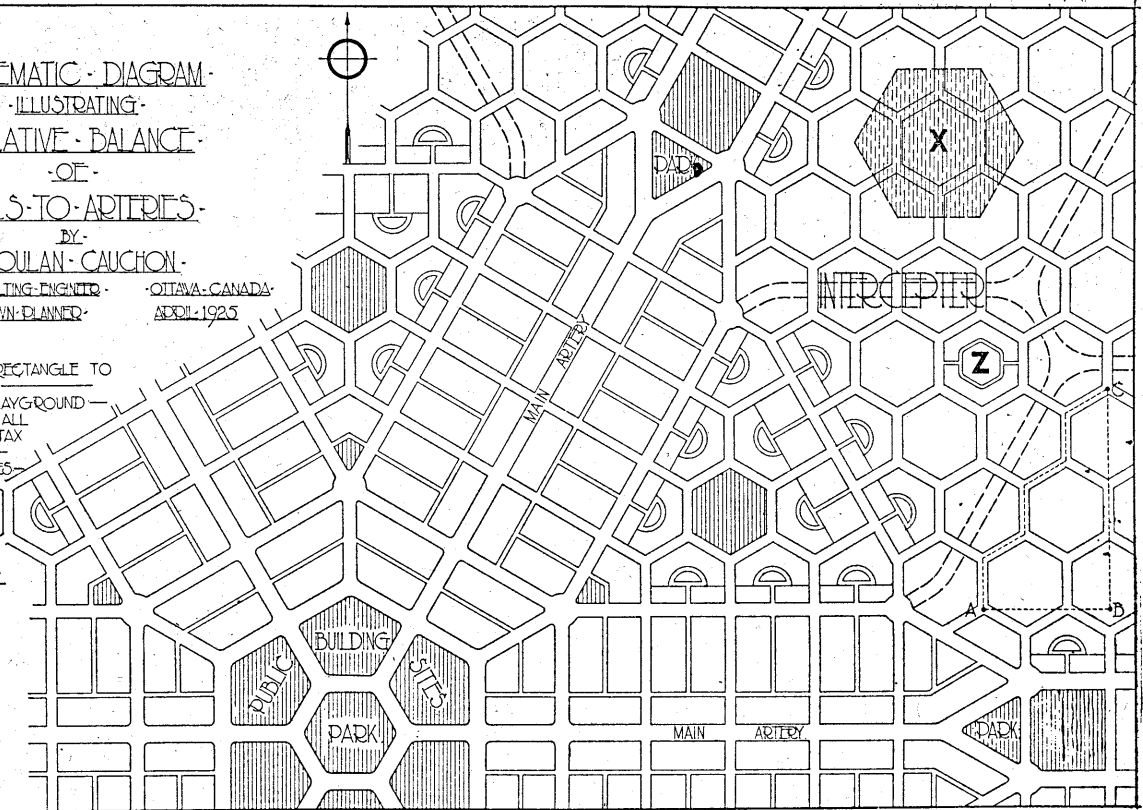 EMATIC - DIAGRAM -
- ILLUSTRATING -
ATIVE - BALANCE -
- OF -
S - TO - ARTERIES -
BY -
OULAN - CAUCHON -
LTING - ENGINEER -
WN - PLANNER -
- OTTAWA - CANADA -
APRIL - 1925
RECTANGLE TO
AYGROUND —
ALL
TAX
ES —
PARK
X
INTERCEPTER
Z
MAIN ARTERY
A
B
C
BUILDING
PUBLIC
SITES
PARK
MAIN ARTERY
PARK